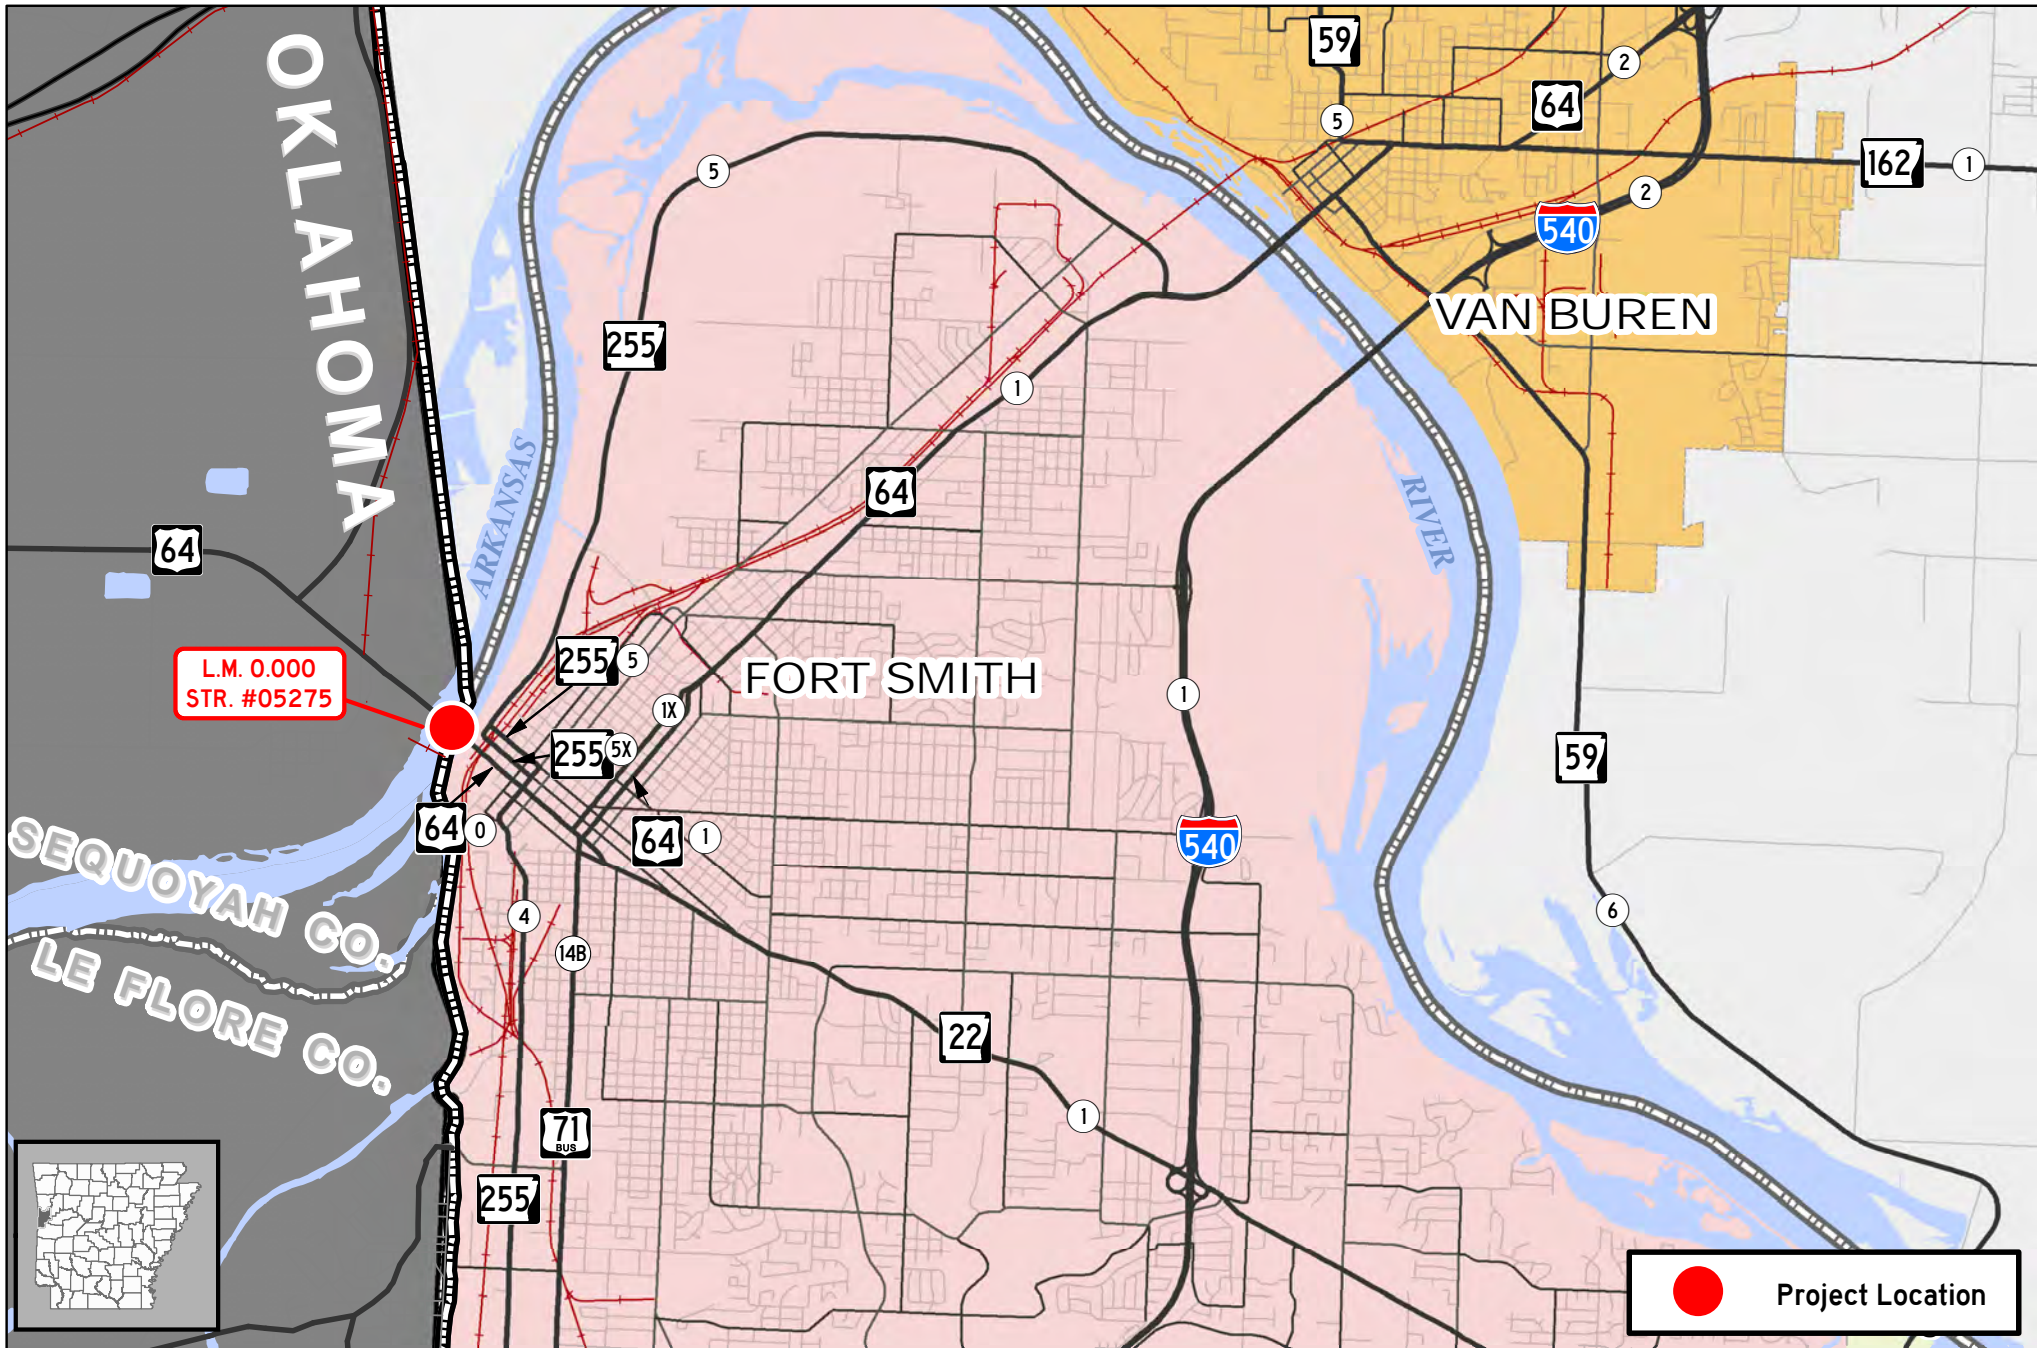 OKLAHOMA
59
2
64
5
162
1
2
540
5
VAN BUREN
255
1
64
ARKANSAS
RIVER
64
L.M. 0.000
STR. #05275
255
5
FORT SMITH
1X
1
255
5X
59
64
0
64
1
540
SEQUOYAH CO.
LE FLORE CO.
4
14B
6
22
1
71
BUS
255
Project Location